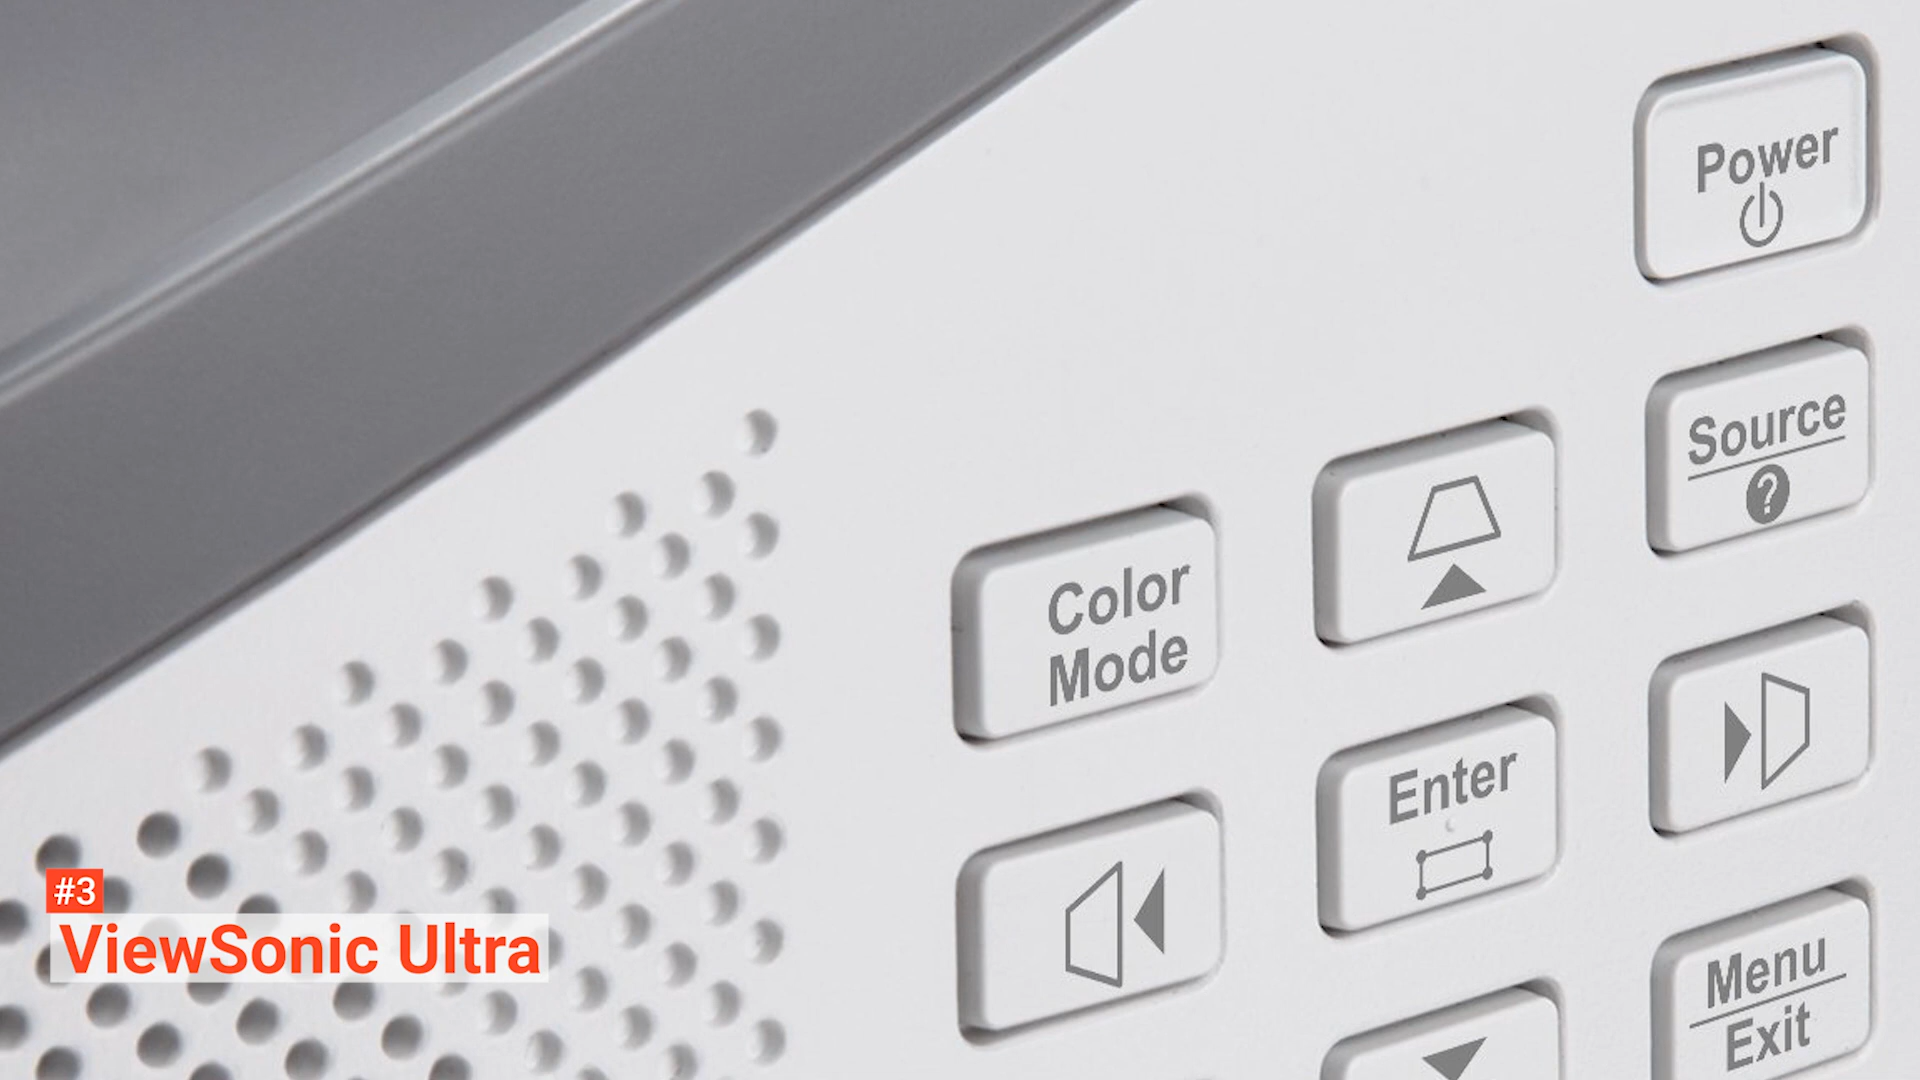 Power
Source
?
Color
Mode
Enter
Menu
Exit
#3
ViewSonic Ultra